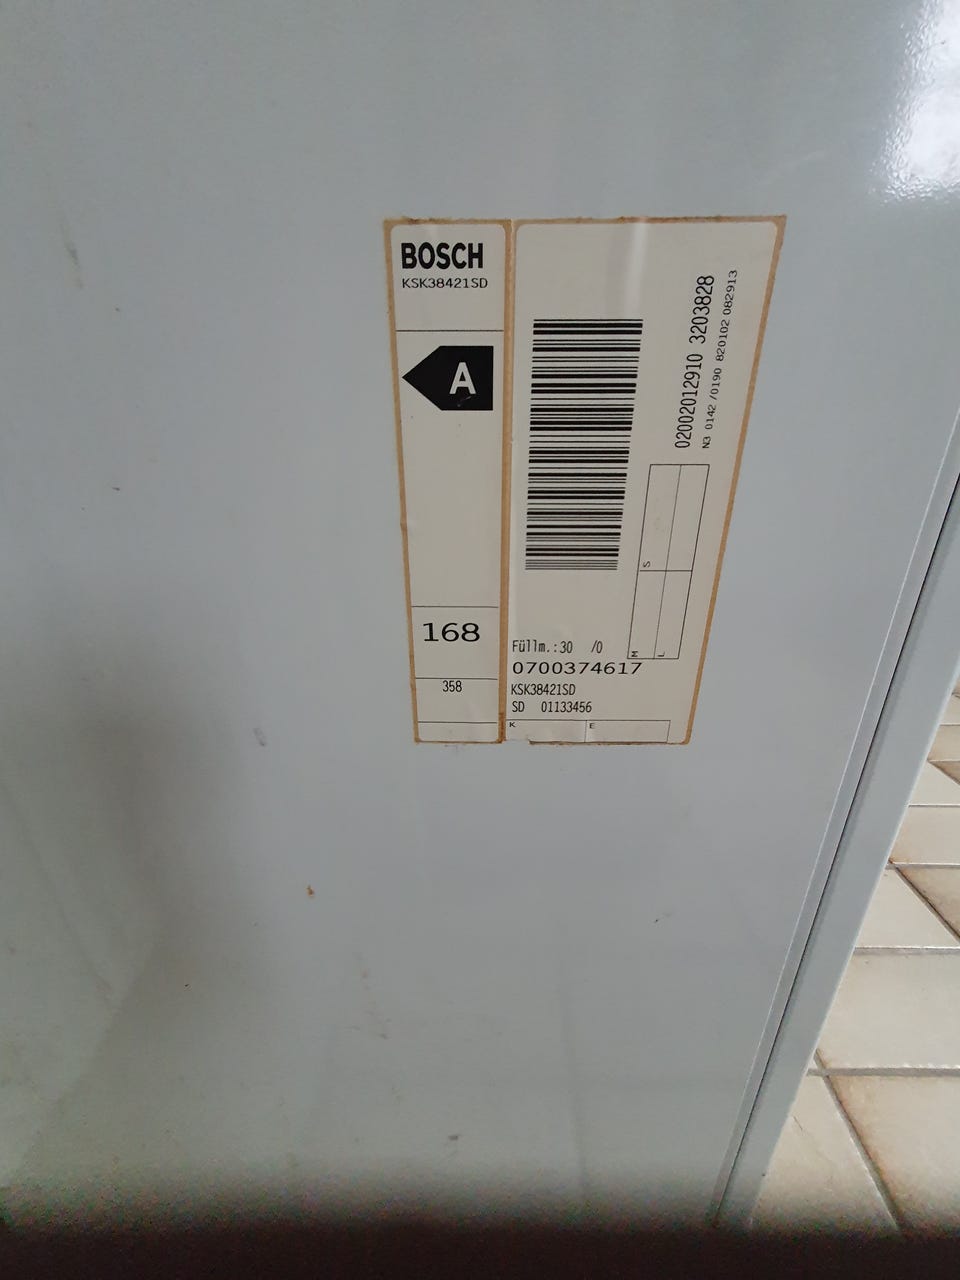 BOSCH
KSK38421SD
A
168
358
02002012910 3203828
N3 0142 /0190 820102 082913
S
M
L
Füllm.:30 /0
0700374617
KSK38421SD
SD 01133456
K E